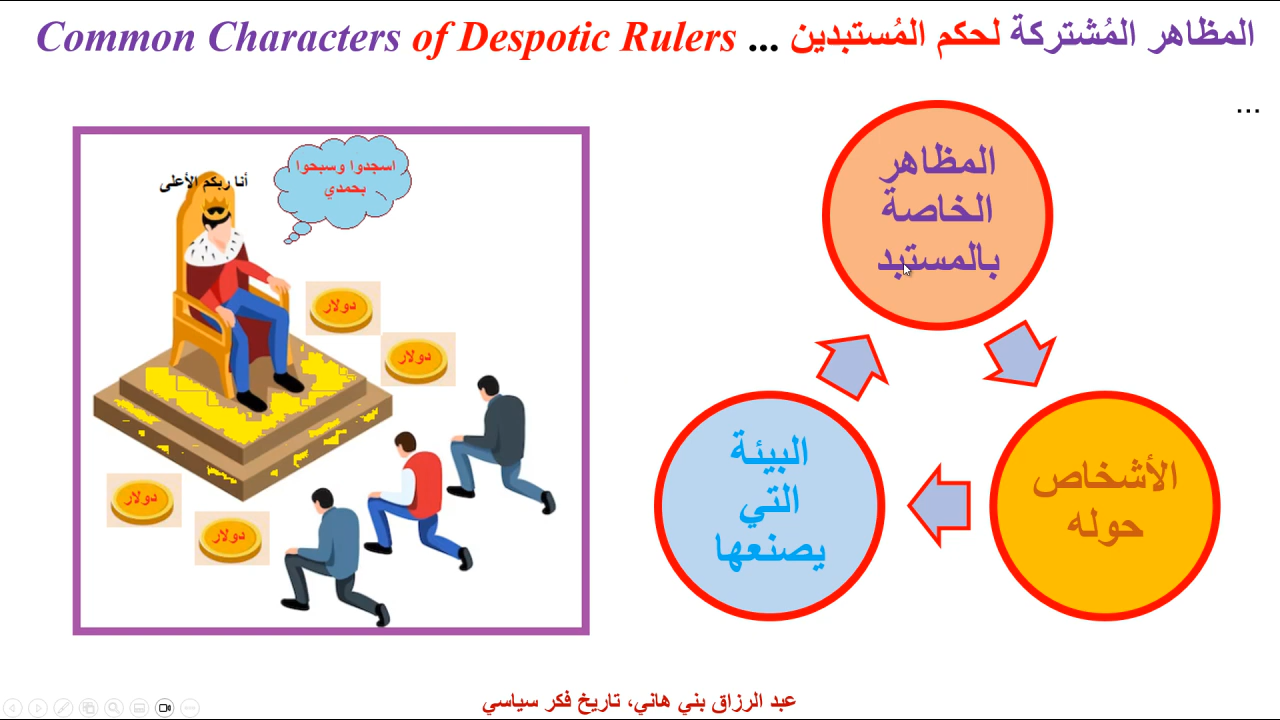 المظاهر المُشتركة لحكم المُستبدين ... Common Characters of Despotic Rulers
...
المظاهر
الخاصة
بالمستبد
الأشخاص
حوله
البيئة
التي
يصنعها
اسجدوا وسبحوا
بحمدي
أنا ربكم الأعلى
دولار
دولار
دولار
دولار
عبد الرزاق بني هاني، تاريخ فكر سياسي